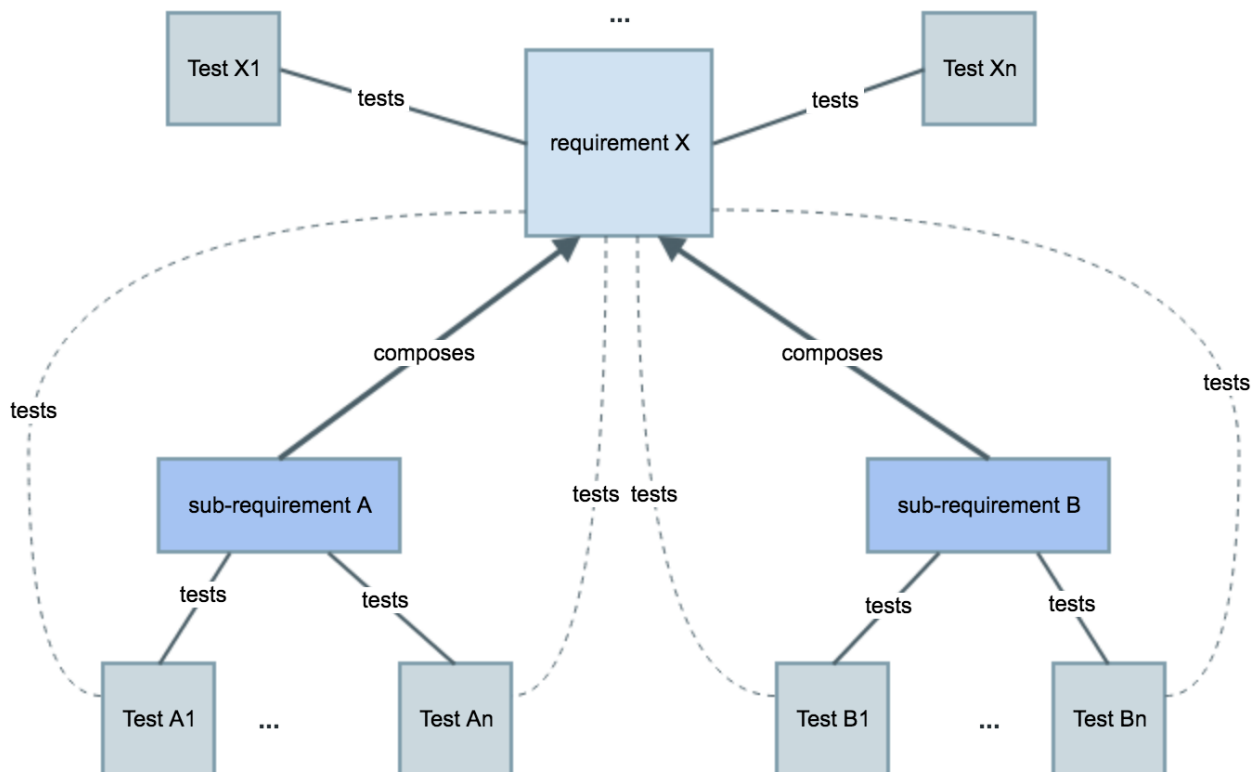 ...
Test X1
Test Xn
tests
tests
requirement X
composes
composes
tests
tests
tests
tests
sub-requirement A
sub-requirement B
tests
tests
tests
tests
Test A1
...
Test An
Test B1
...
Test Bn